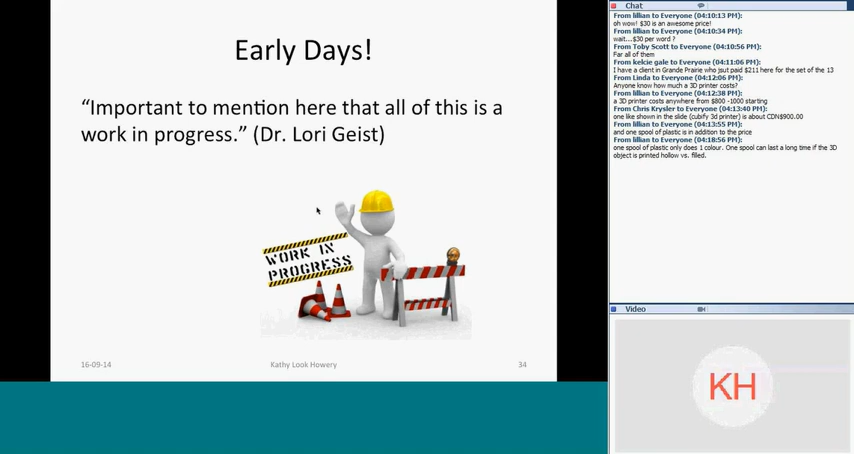 Early Days!
“Important to mention here that all of this is a
work in progress.” (Dr. Lori Geist)
WORK IN
PROGRESS
16-09-14
Kathy Look Howery
34
Chat
From lillian to Everyone (04:10:13 PM):
oh wow! $30 is an awesome price!
From lillian to Everyone (04:10:34 PM):
wait...$30 per word ?
From Toby Scott to Everyone (04:10:56 PM):
Far all of them
From kelcie gale to Everyone (04:11:06 PM):
I have a client in Grande Prairie who jsut paid $211 here for the set of the 13
From Linda to Everyone (04:12:06 PM):
Anyone know how much a 3D printer costs?
From lillian to Everyone (04:12:38 PM):
a 3D printer costs anywhere from $800 -1000 starting
From Chris Krysler to Everyone (04:13:40 PM):
one like shown in the slide (cubify 3d printer) is about CDN$900.00
From lillian to Everyone (04:13:55 PM):
and one spool of plastic is in addition to the price
From lillian to Everyone (04:18:56 PM):
one spool of plastic only does 1 colour. One spool can last a long time if the 3D
object is printed hollow vs. filled.
Video
KH